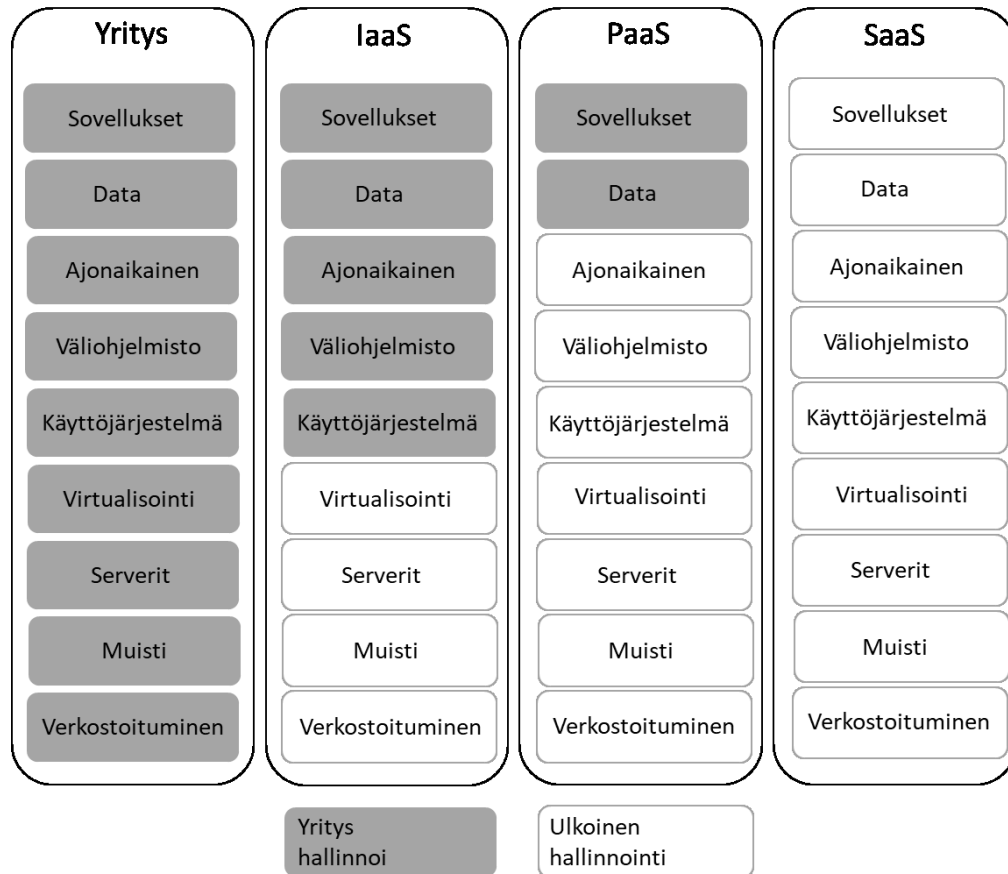 Yritys
Sovellukset
Data
Ajonaikainen
Väliohjelmisto
Käyttöjärjestelmä
Virtualisointi
Serverit
Muisti
Verkostoituminen
IaaS
Sovellukset
Data
Ajonaikainen
Väliohjelmisto
Käyttöjärjestelmä
Virtualisointi
Serverit
Muisti
Verkostoituminen
PaaS
Sovellukset
Data
Ajonaikainen
Väliohjelmisto
Käyttöjärjestelmä
Virtualisointi
Serverit
Muisti
Verkostoituminen
SaaS
Sovellukset
Data
Ajonaikainen
Väliohjelmisto
Käyttöjärjestelmä
Virtualisointi
Serverit
Muisti
Verkostoituminen
Yritys
hallinnoi
Ulkoinen
hallinnointi